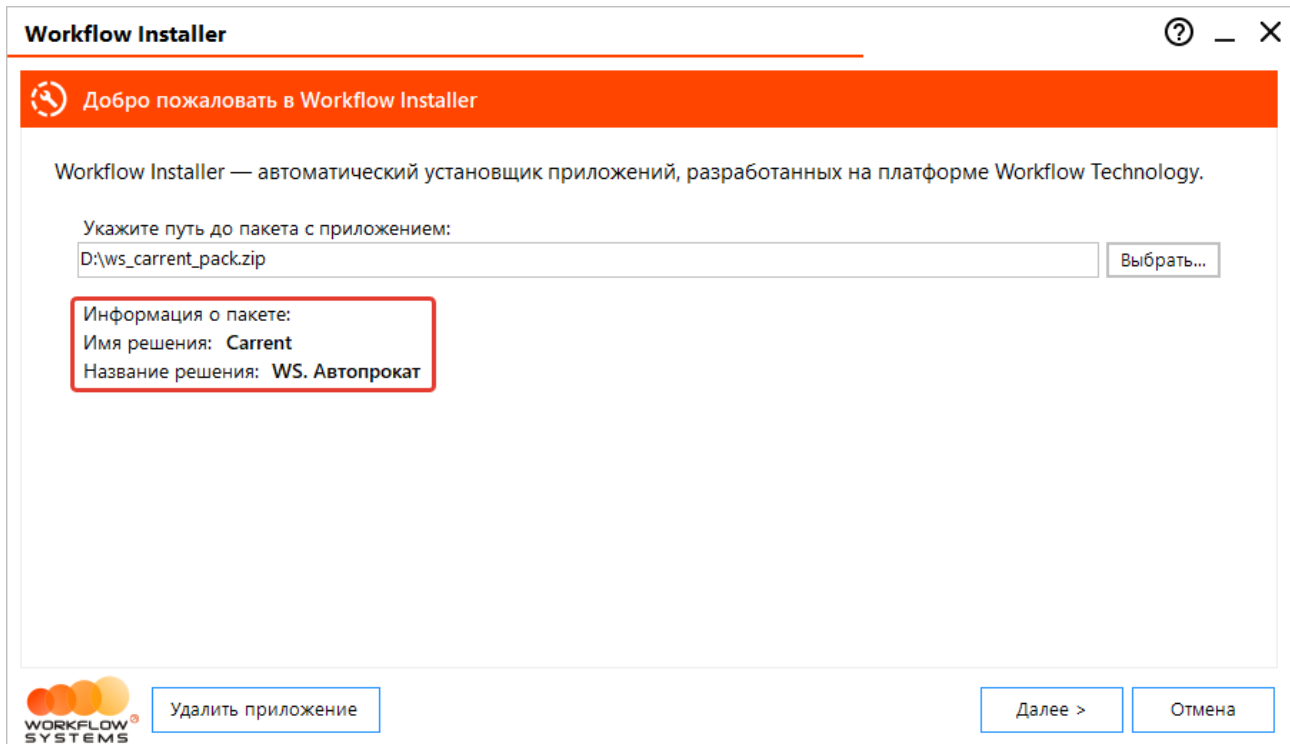 Workflow Installer
Добро пожаловать в Workflow Installer
Workflow Installer — автоматический установщик приложений, разработанных на платформе Workflow Technology.
Укажите путь до пакета с приложением:
D:\ws_carrent_pack.zip
Выбрать...
Информация о пакете:
Имя решения: Carrent
Название решения: WS. Автопрокат
WORKFLOW
SYSTEMS
Удалить приложение
Далее >
Отмена